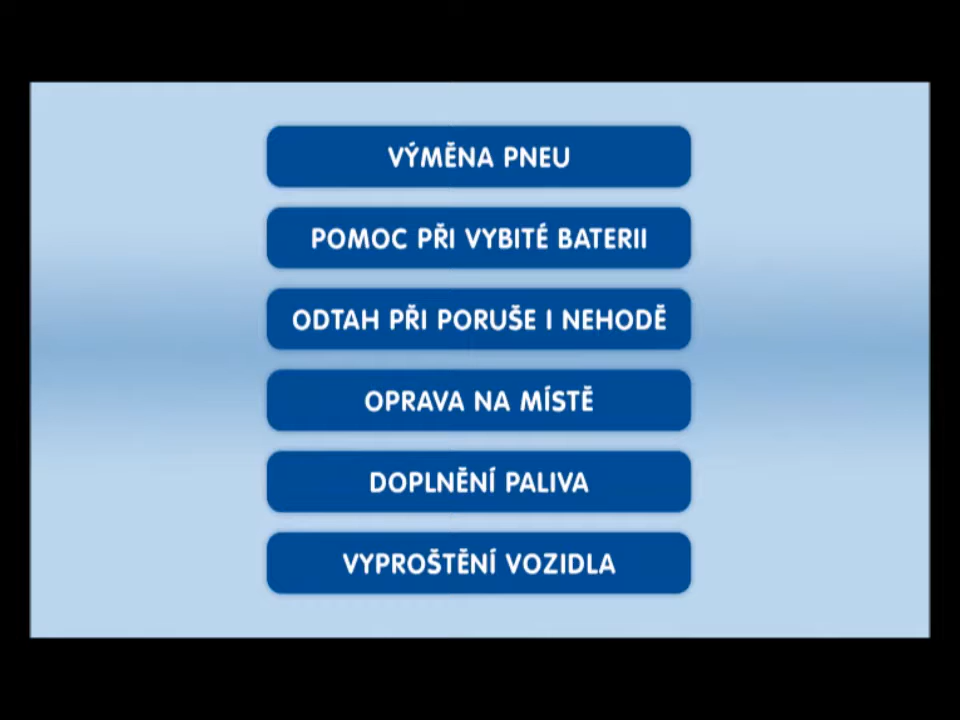 VÝMĚNA PNEU
POMOC PŘI VYBITÉ BATERII
ODTAH PŘI PORUŠE I NEHODĚ
OPRAVA NA MÍSTĚ
DOPLNĚNÍ PALIVA
VYPROŠTĚNÍ VOZIDLA